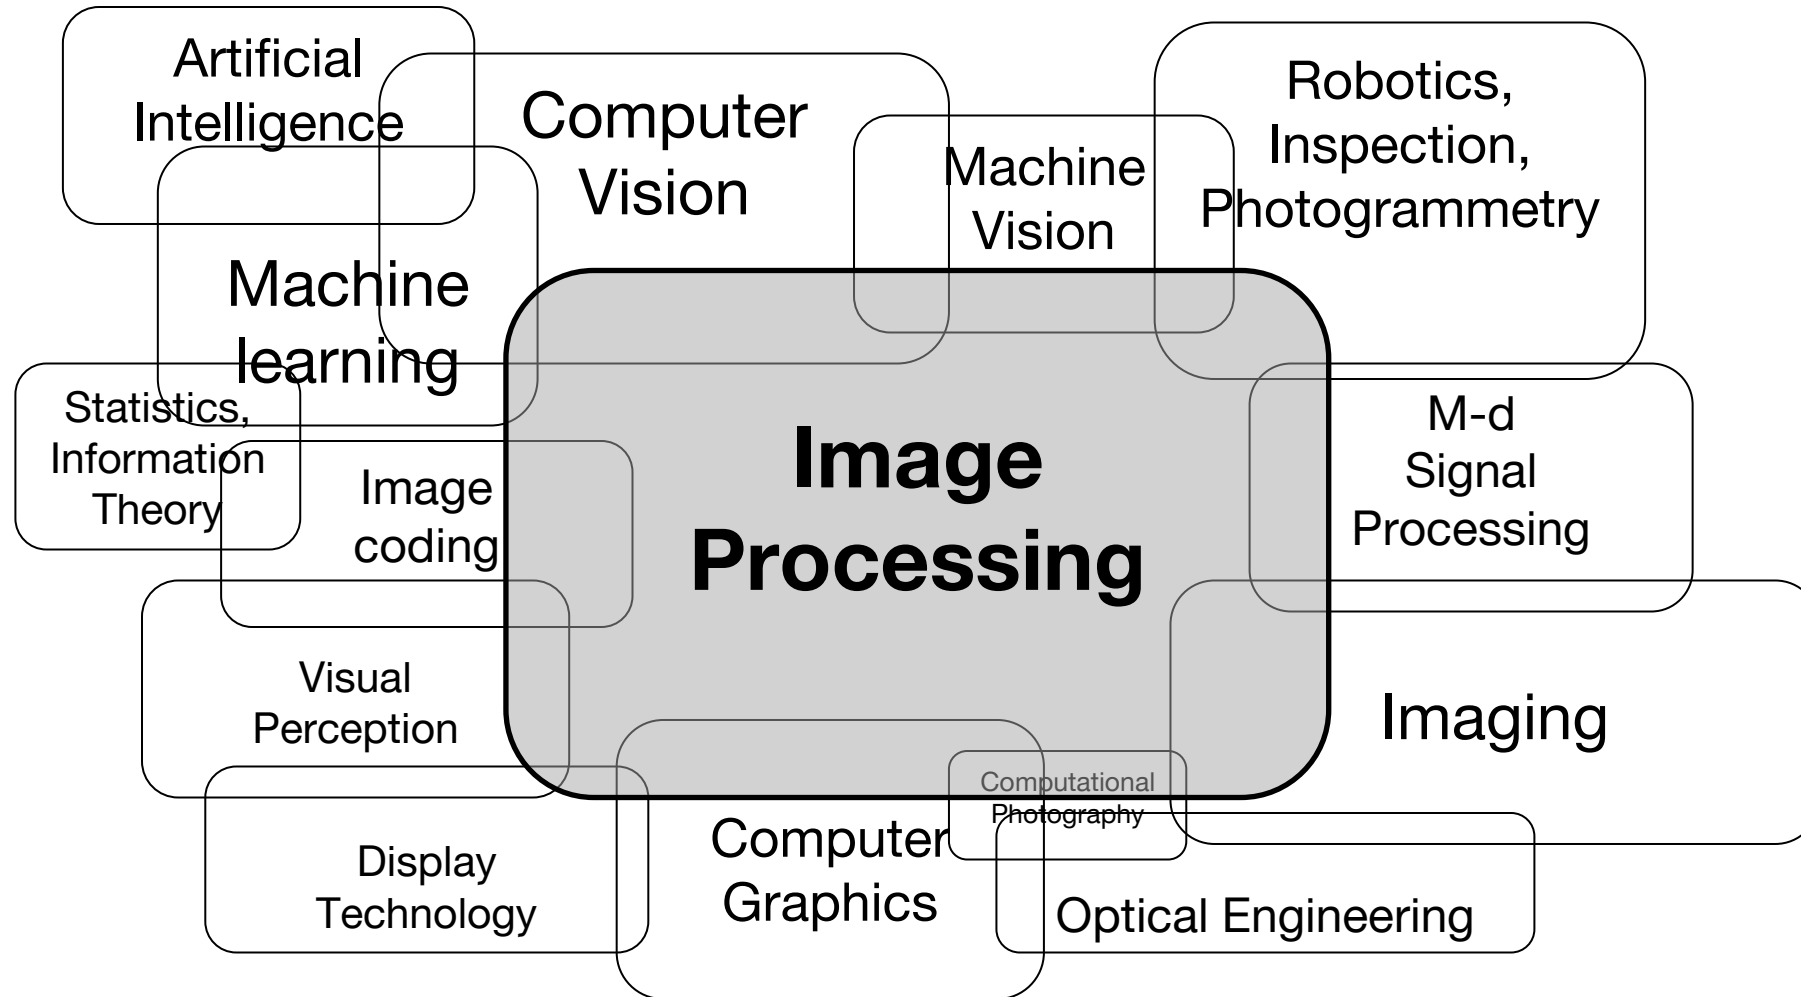 Artificial
Intelligence
Computer
Vision
Machine
Vision
Robotics,
Inspection,
Photogrammetry
Machine
learning
Statistics,
Information
Theory
Image
coding
Image
Processing
M-d
Signal
Processing
Visual
Perception
Imaging
Computational
Photography
Display
Technology
Computer
Graphics
Optical Engineering